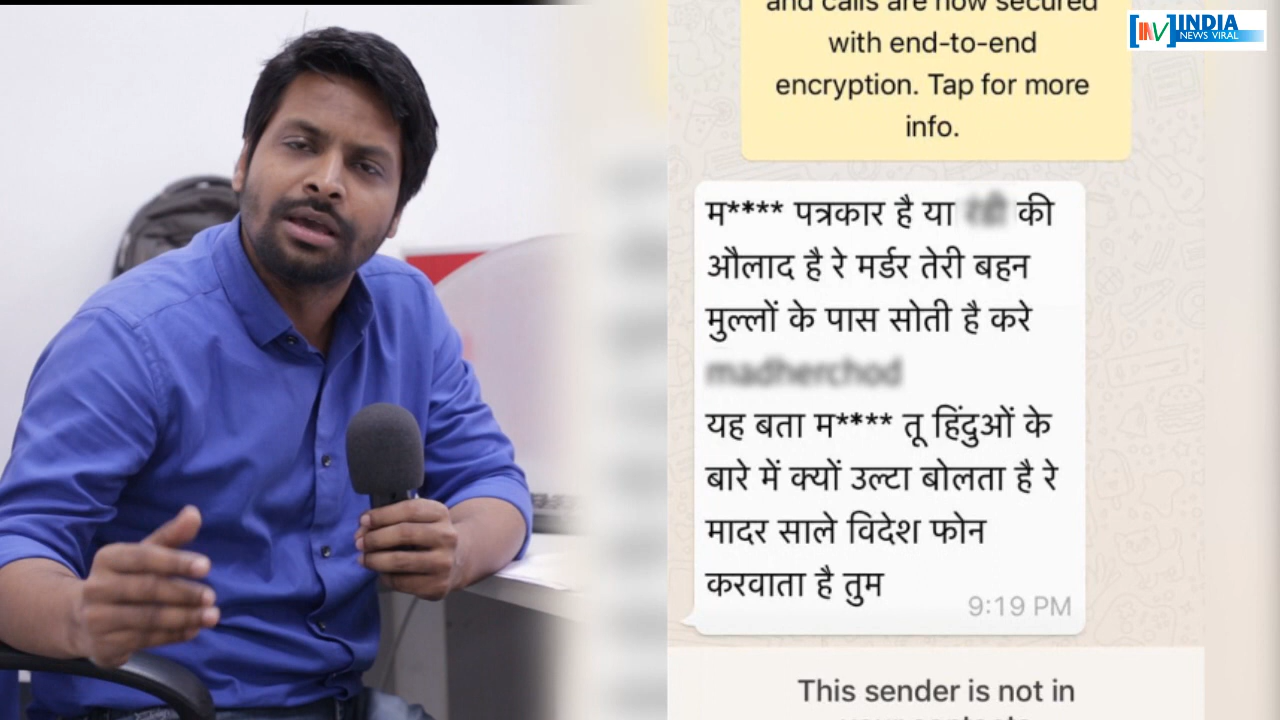 INV INDIA
NEWS VIRAL
and calls are now secured
with end-to-end
encryption. Tap for more
info.
म**** पत्रकार है या की
औलाद है रे मर्डर तेरी बहन
मुल्लों के पास सोती है करे
madherchod
यह बता म**** तू हिंदुओं के
बारे में क्यों उल्टा बोलता है रे
मादर साले विदेश फोन
करवाता है तुम
9:19 PM
This sender is not in